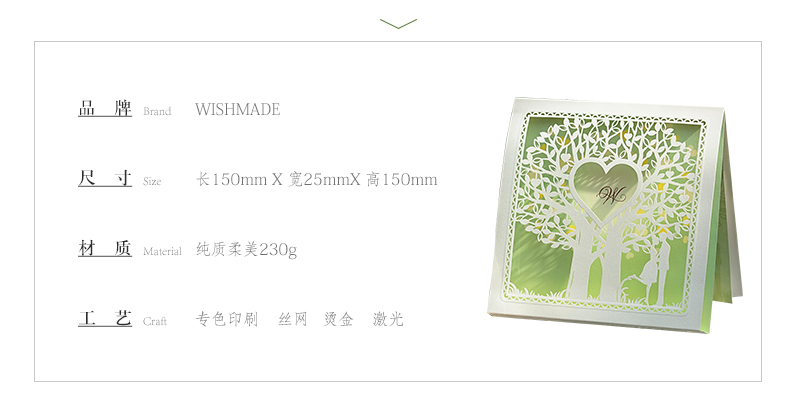 品 牌 Brand WISHMADE
尺 寸 Size 长150mm X 宽25mmX 高150mm
材 质 Material 纯质柔美230g
工 艺 Craft 专色印刷 丝网 烫金 激光
W